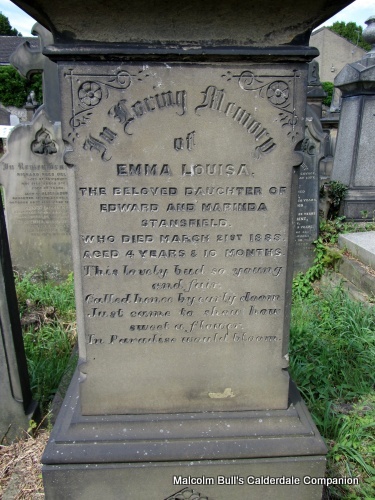 In Loving Memory
of
EMMA LOUISA.
THE BELOVED DAUGHTER OF
EDWARD AND MARINDA
STANSFIELD.
WHO DIED MARCH 21ST 1883.
AGED 4 YEARS & 10 MONTHS.
This lovely bud so young
and fair.
Called hence by early doom.
Just came to show how
sweet a flower.
In Paradise would bloom.
In Rem
Malcolm Bull's Calderdale Companion